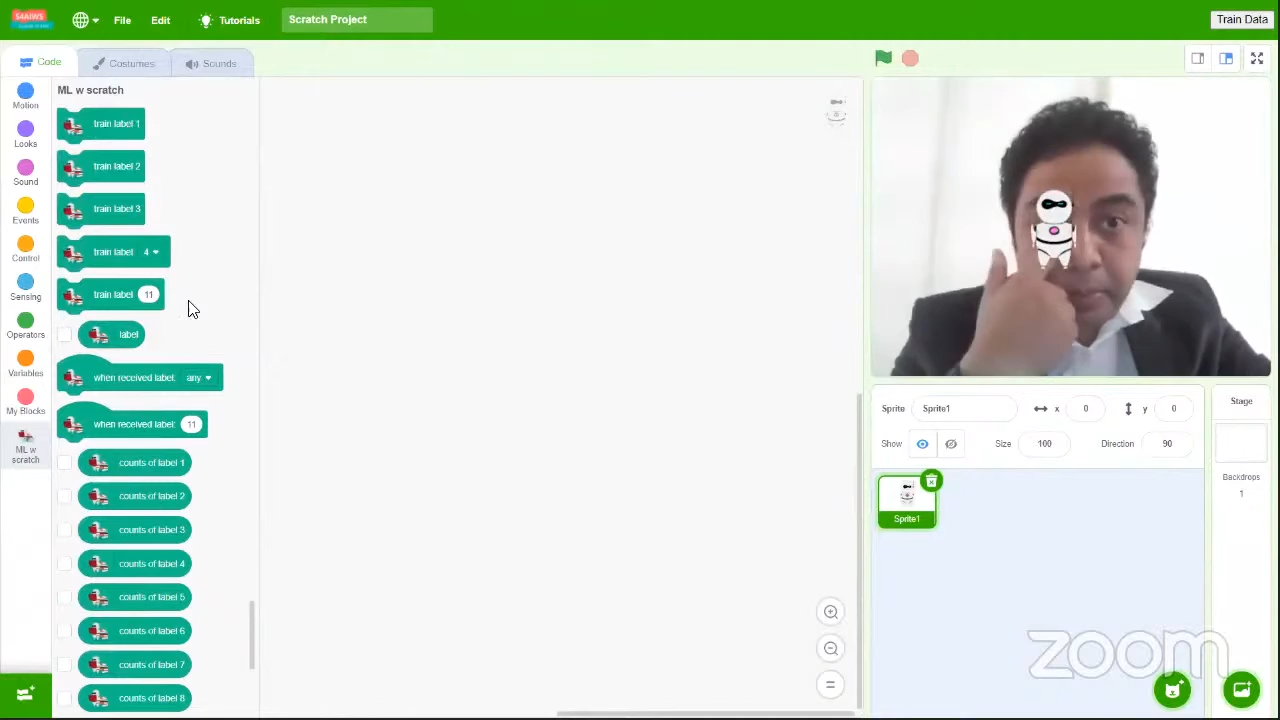 S4AIWS
File
Edit
Tutorials
Scratch Project
Train Data
Code
Costumes
Sounds
Motion
Looks
Sound
Events
Control
Sensing
Operators
Variables
My Blocks
ML w
scratch
ML w scratch
train label 1
train label 2
train label 3
train label 4
train label 11
label
when received label: any
when received label: 11
counts of label 1
counts of label 2
counts of label 3
counts of label 4
counts of label 5
counts of label 6
counts of label 7
counts of label 8
Sprite
Sprite1
x
0
y
0
Show
Size
100
Direction
90
Sprite1
Stage
Backdrops
1
zoom